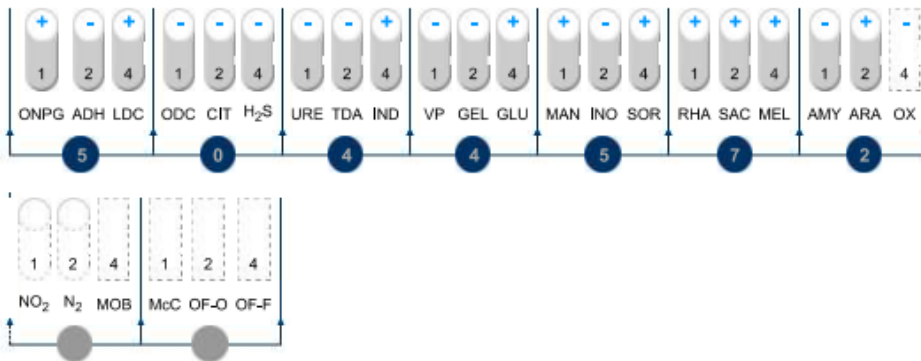 + - + - - - - - + - - + + - + + + + - + -
1 2 4 1 2 4 1 2 4 1 2 4 1 2 4 1 2 4 1 2 4
ONPG ADH LDC ODC CIT H₂S URE TDA IND VP GEL GLU MAN INO SOR RHA SAC MEL AMY ARA OX
5 0 4 4 5 7 2
1 2 4 1 2 4
NO₂ N₂ MOB McC OF-O OF-F